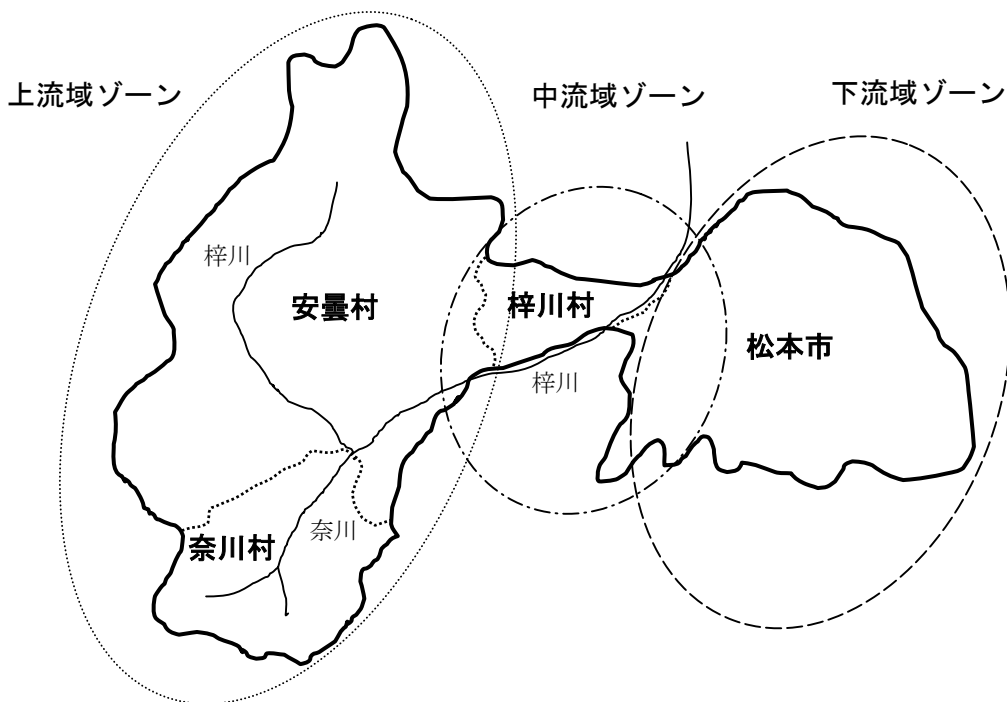 上流域ゾーン
中流域ゾーン
下流域ゾーン
梓川
安曇村
梓川村
松本市
梓川
奈川
奈川村